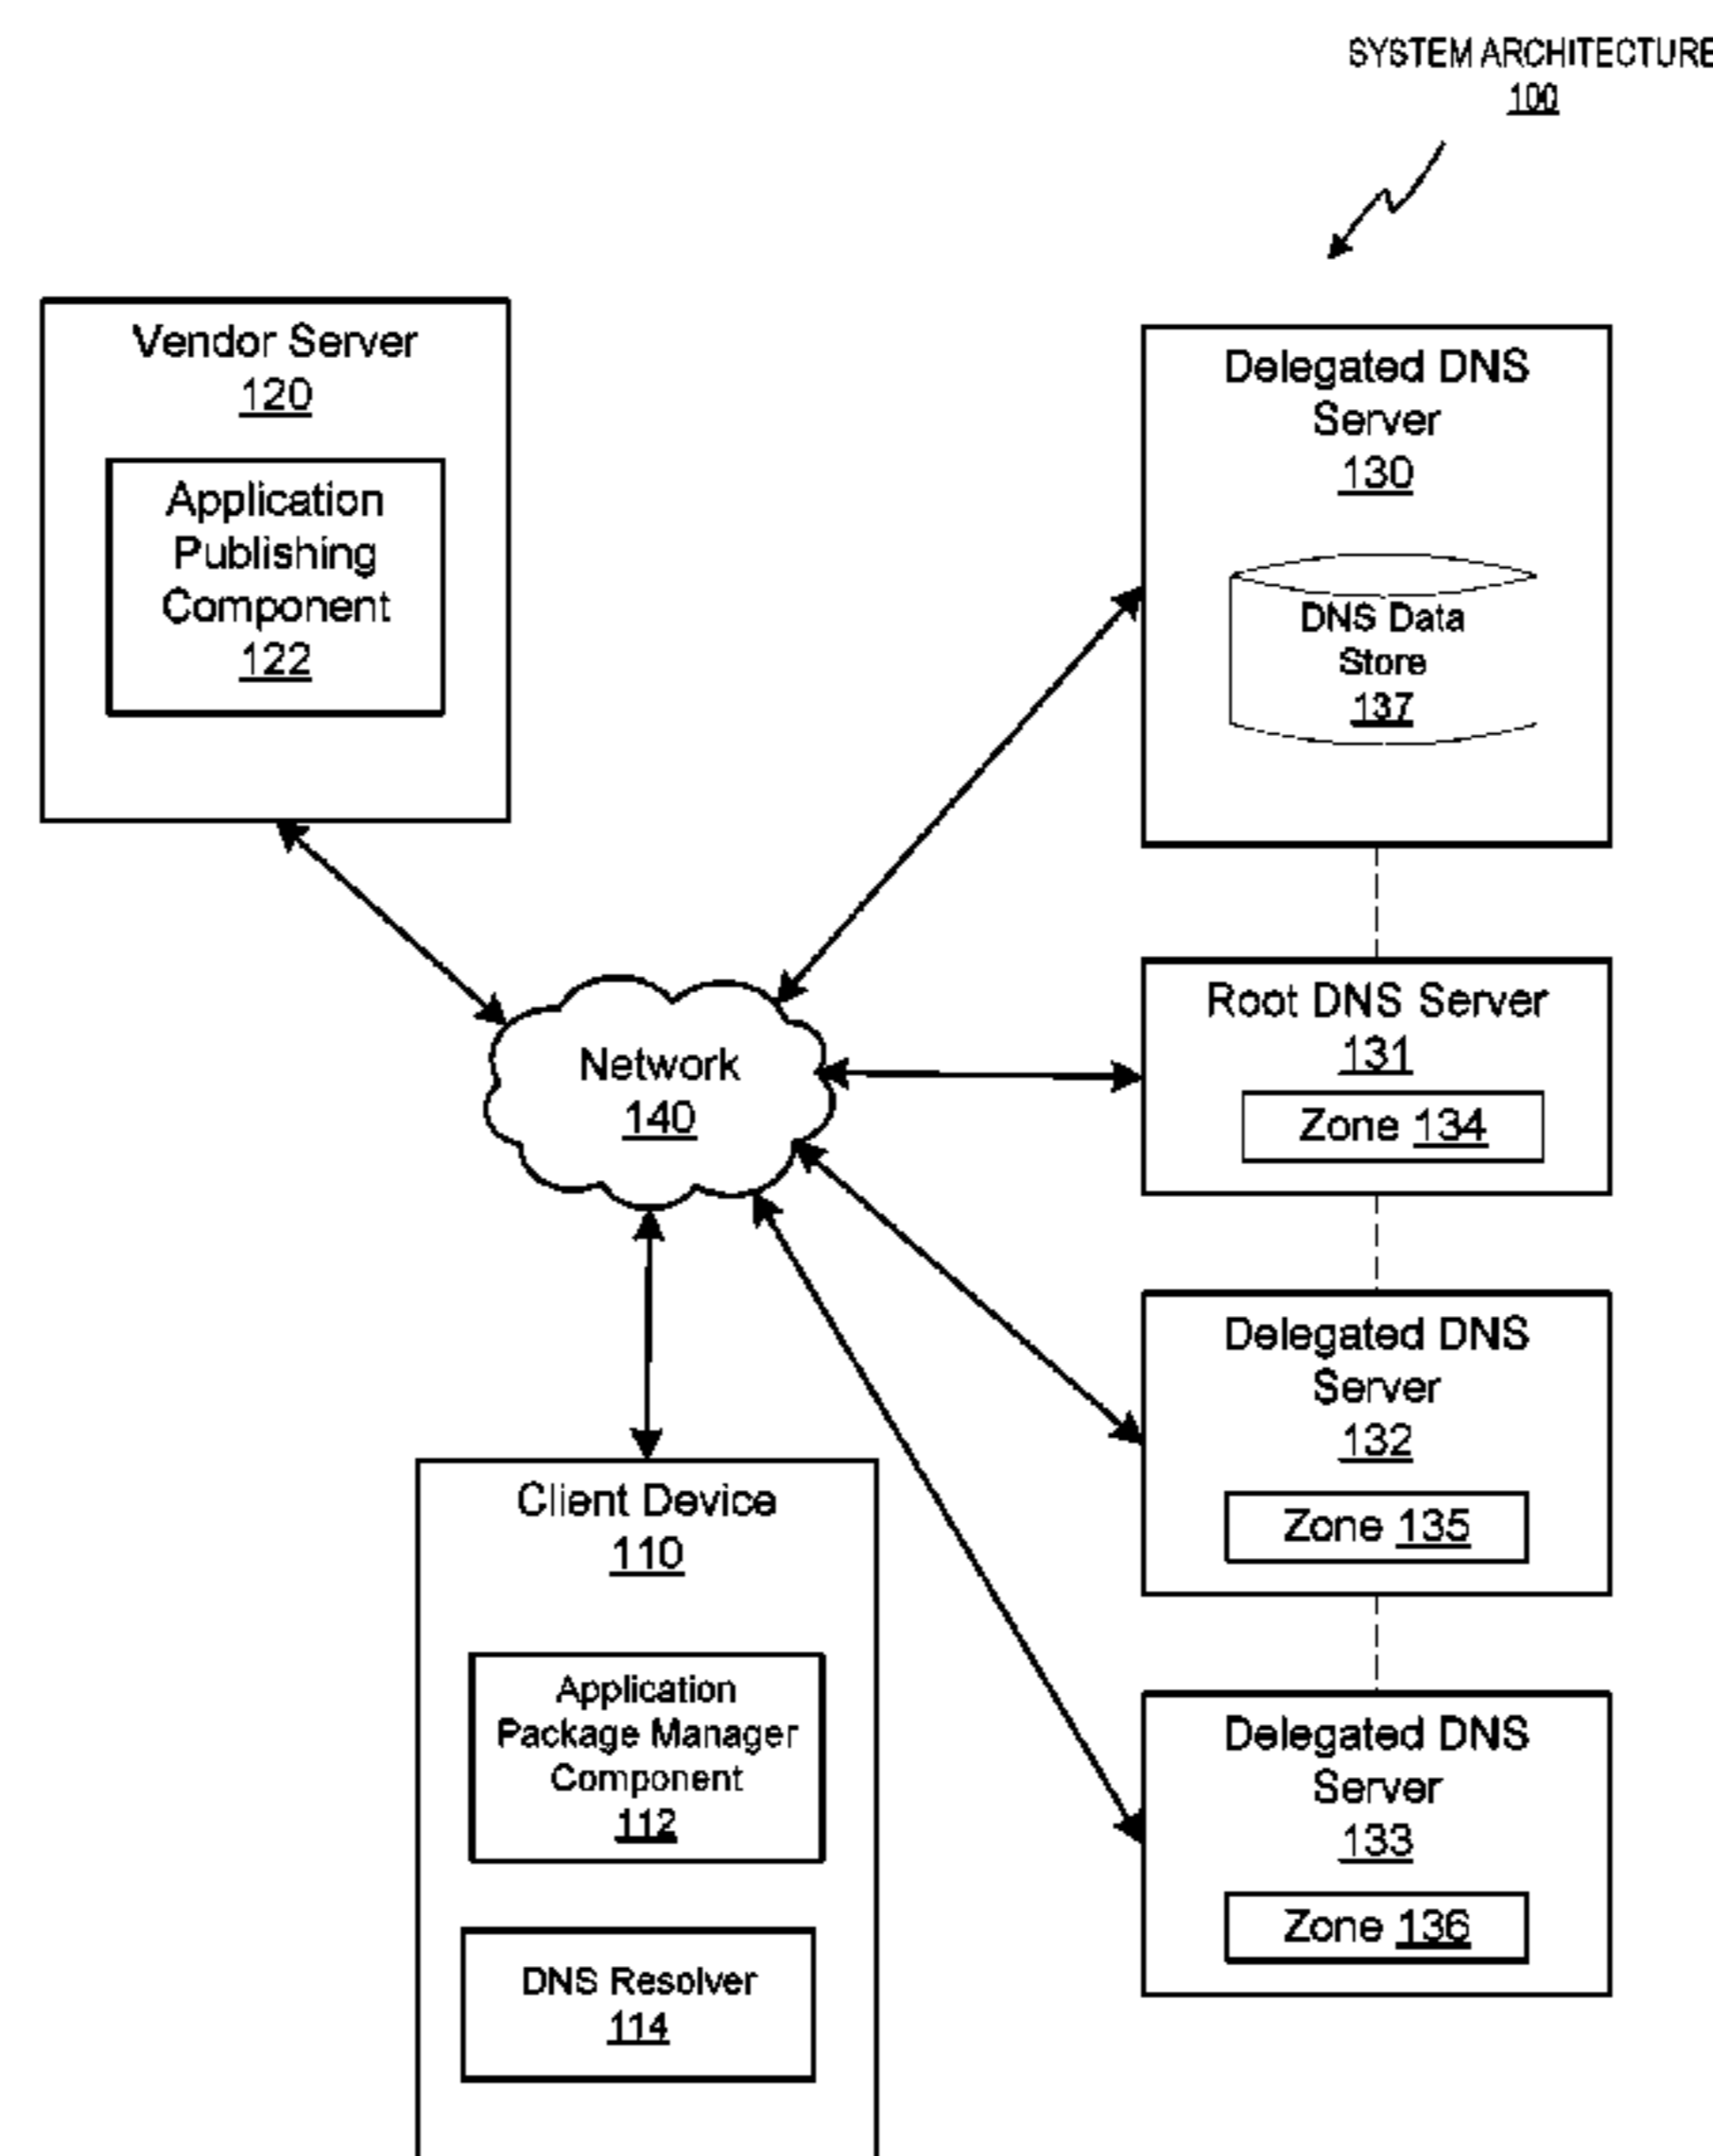 SYSTEM ARCHITECTURE
100
Vendor Server
120
Application
Publishing
Component
122
Delegated DNS
Server
130
DNS Data
Store
137
Network
140
Root DNS Server
131
Zone 134
Delegated DNS
Server
132
Zone 135
Client Device
110
Application
Package Manager
Component
112
DNS Resolver
114
Delegated DNS
Server
133
Zone 136